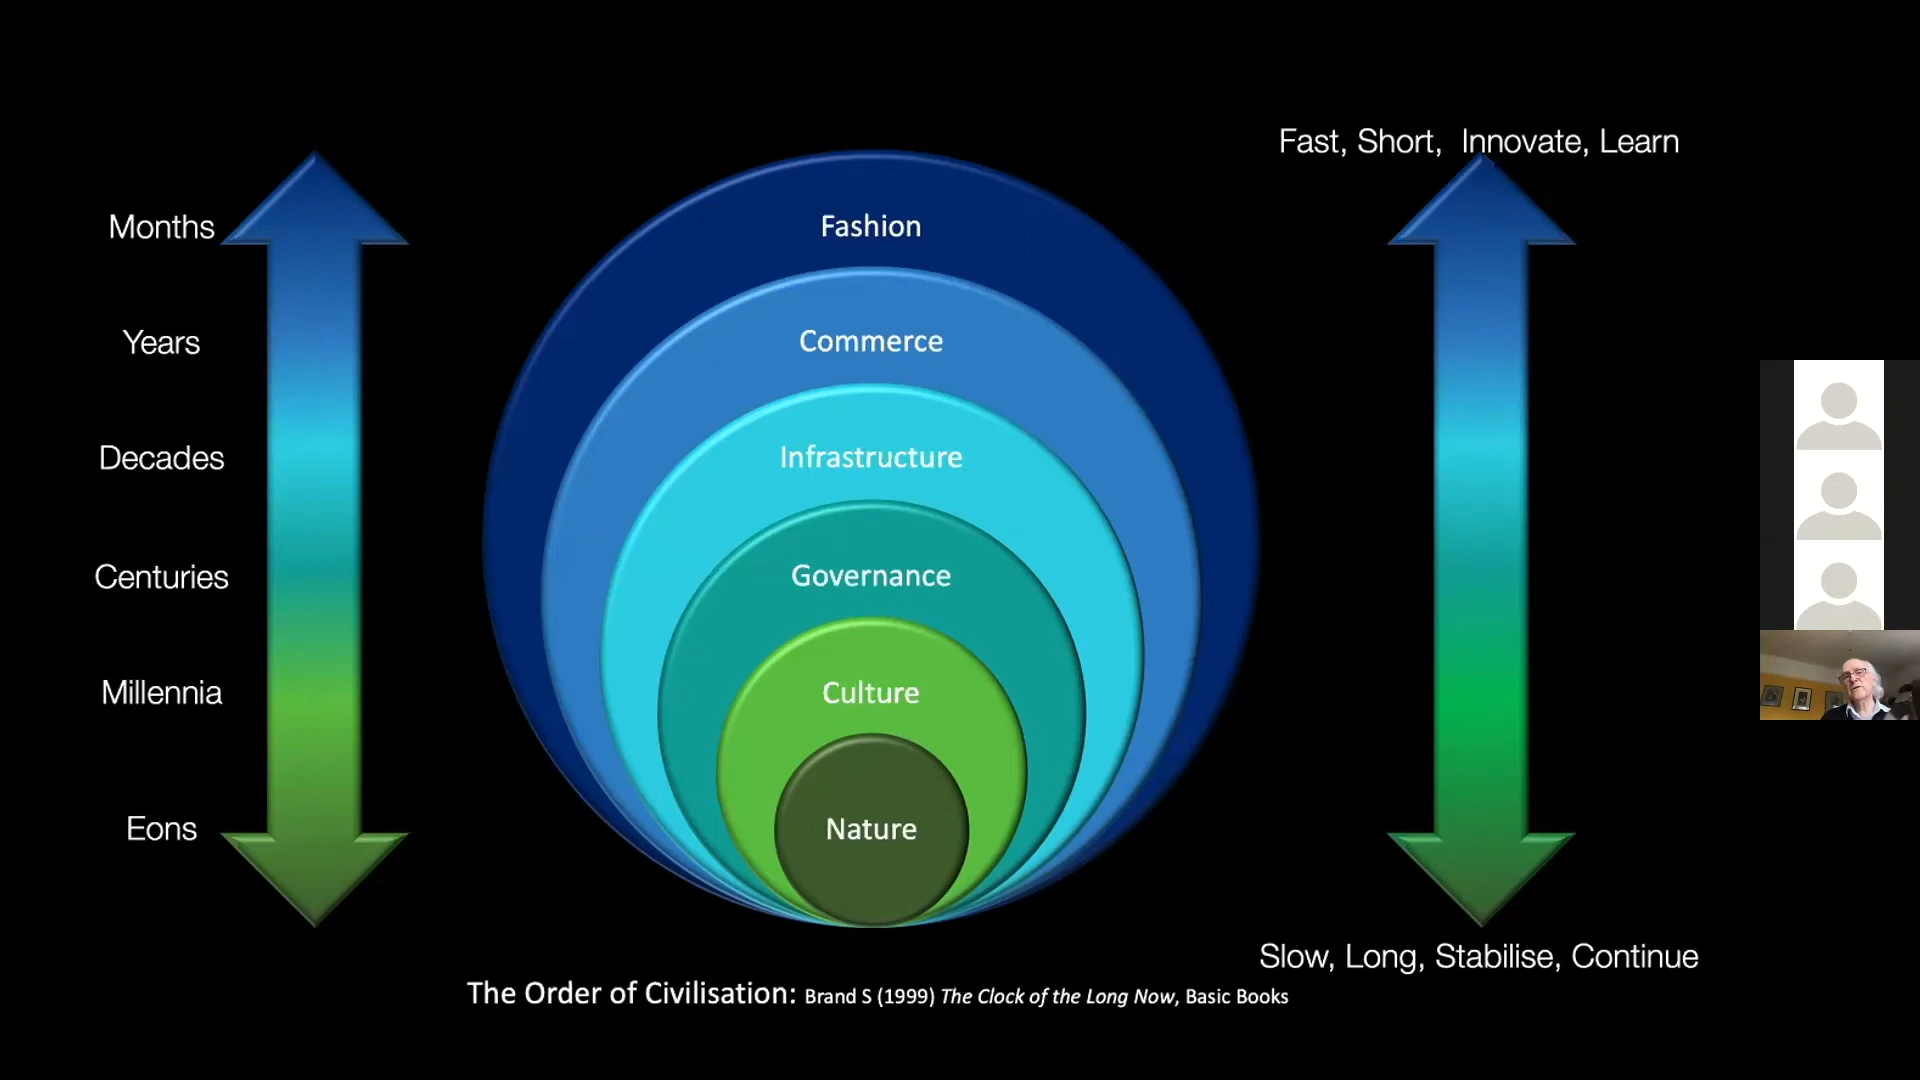 Fast, Short, Innovate, Learn
Months
Fashion
Years
Commerce
Decades
Infrastructure
Centuries
Governance
Millennia
Culture
Eons
Nature
Slow, Long, Stabilise, Continue
The Order of Civilisation: Brand S (1999) The Clock of the Long Now, Basic Books